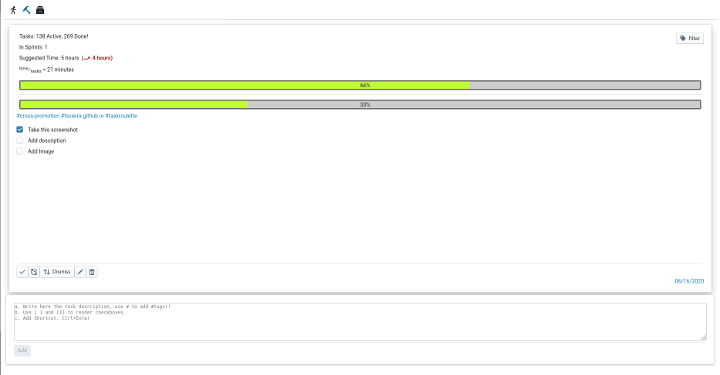 Tasks: 138 Active, 269 Done!
filter
In Sprints: 1
Suggested Time: 5 hours (4 hours)
time/tasks = 21 minutes
66%
33%
#cross-promotion #ferreira.github.io #taskroulette
Take this screenshot
Add description
Add Image
Dismiss
06/16/2020
a. Write here the task description; use # to add #tags!!
b. Use [ ] and [X] to render checkboxes.
c. Add Shortcut: Ctrl+Enter
Add